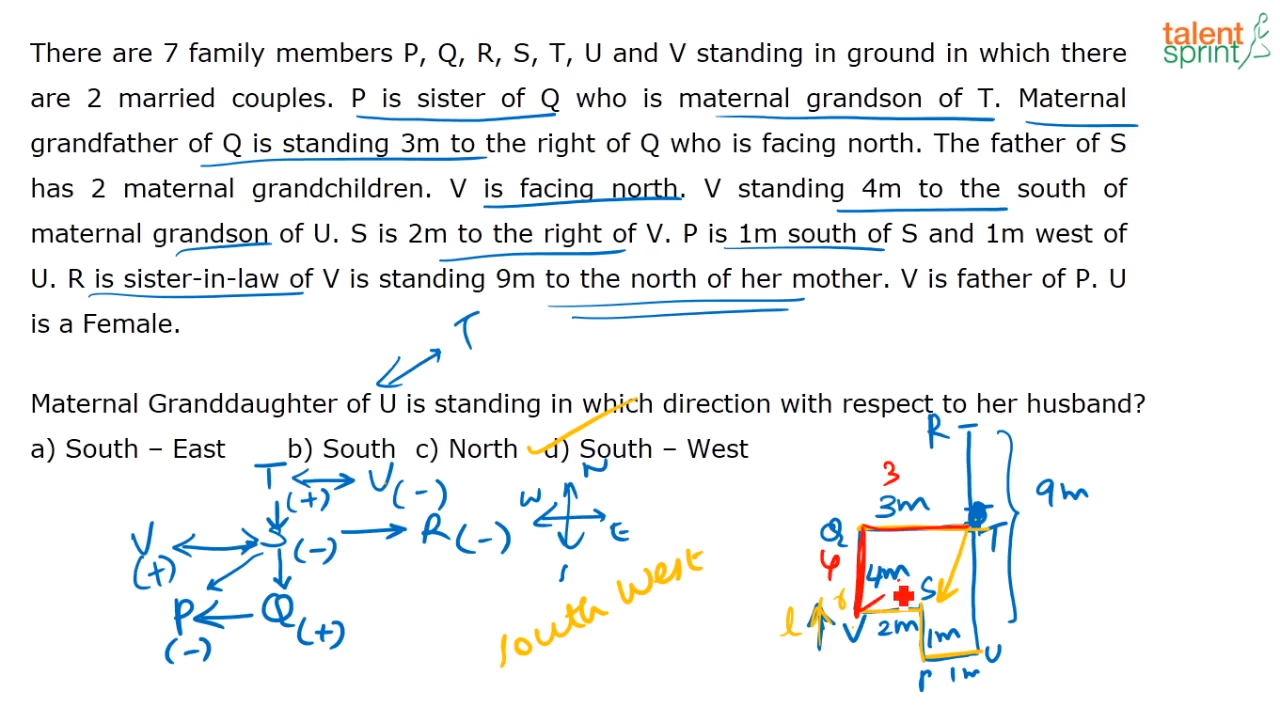 talent
sprint
There are 7 family members P, Q, R, S, T, U and V standing in ground in which there
are 2 married couples. P is sister of Q who is maternal grandson of T. Maternal
grandfather of Q is standing 3m to the right of Q who is facing north. The father of S
has 2 maternal grandchildren. V is facing north. V standing 4m to the south of
maternal grandson of U. S is 2m to the right of V. P is 1m south of S and 1m west of
U. R is sister-in-law of V is standing 9m to the north of her mother. V is father of P. U
is a Female.
T
Maternal Granddaughter of U is standing in which direction with respect to her husband?
a) South – East b) South c) North d) South – West
T (+) U (-)
V (+) S (-) R (-)
P (-) Q (+)
N
W E
south west
R
3
3m
9m
Q T
4 4m S
l r
V 2m 1m
P 1m U